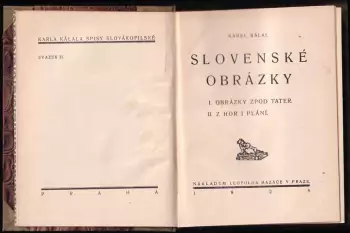 KARLA KÁLALA SPISY SLOVÁKOFILSKÉ
SVAZEK II.
PRAHA
KAREL KÁLAL
SLOVENSKÉ
OBRÁZKY
I. OBRÁZKY ZPOD TATER
II. Z HOR I PLÁNÍ
NÁKLADEM LEOPOLDA MAZÁČE V PRAZE